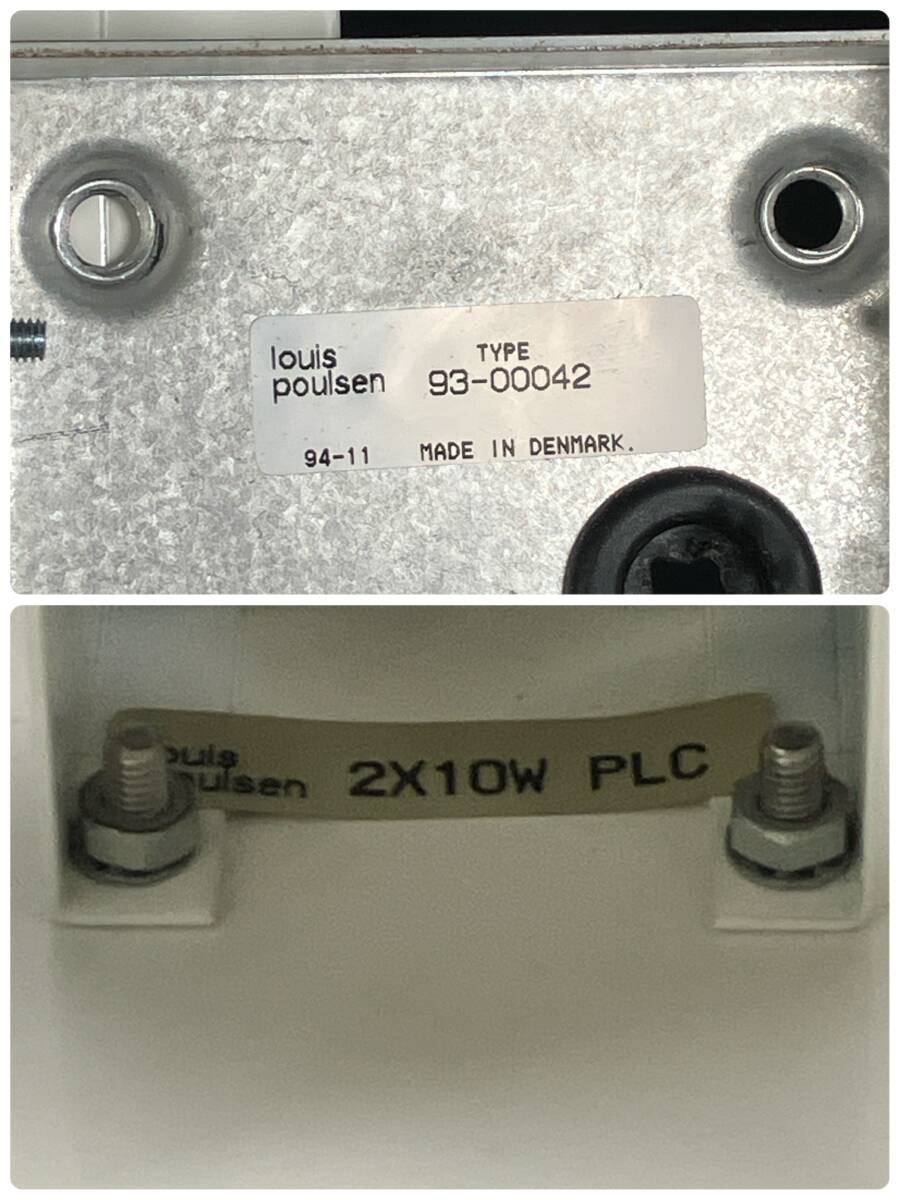 louis
poulsen
TYPE
93-00042
94-11 MADE IN DENMARK.
2X10W PLC